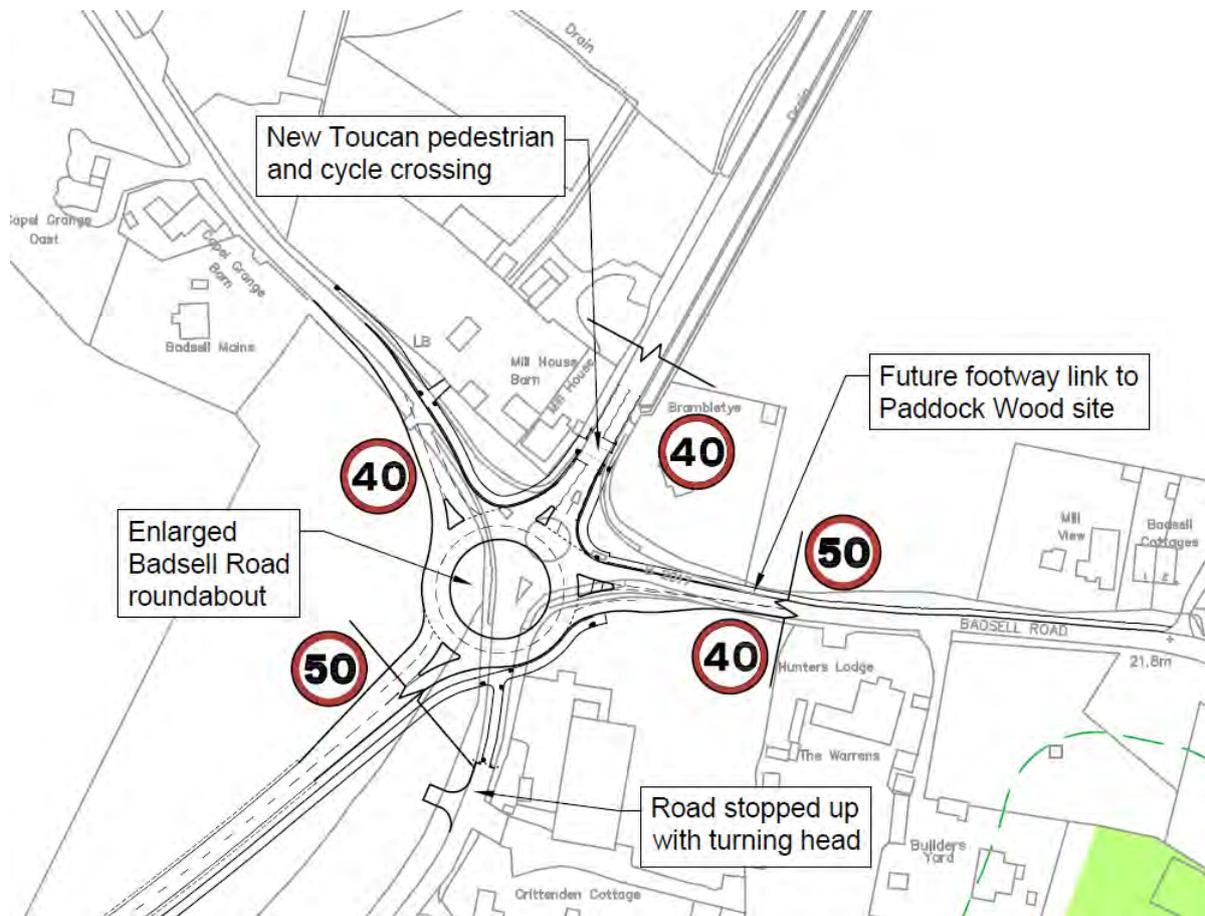 Drain
Drain
New Toucan pedestrian
and cycle crossing
Capel Grange
Oast
Capel Grange
Barn
Badsell Mains
LB
Mill House
Barn
Mill House
Brambletye
Future footway link to
Paddock Wood site
40
40
50
Mill
View
Badsell
Cottages
1 2
Enlarged
Badsell Road
roundabout
B 2017
BADSELL ROAD
21.8m
50
40
Hunters Lodge
The Warrens
Road stopped up
with turning head
Builders
Yard
Crittenden Cottage